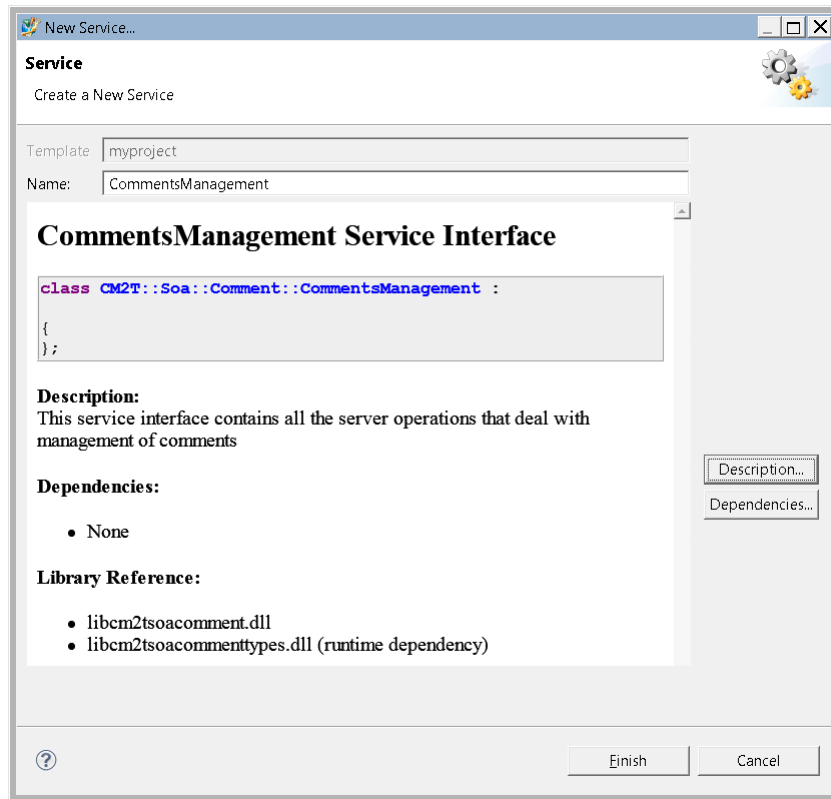 New Service...
Service
Create a New Service
Template myproject
Name: CommentsManagement
CommentsManagement Service Interface
class CM2T::Soa::Comment::CommentsManagement :
{
};
Description:
This service interface contains all the server operations that deal with
management of comments
Description...
Dependencies:
Dependencies...
• None
Library Reference:
• libcm2tsoacomment.dll
• libcm2tsoacommenttypes.dll (runtime dependency)
Finish Cancel